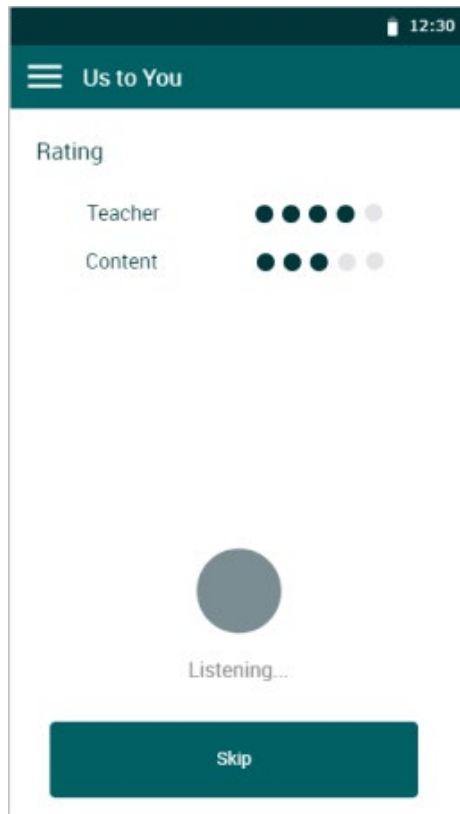 12:30
Us to You
Rating
Teacher
Content
Listening...
Skip